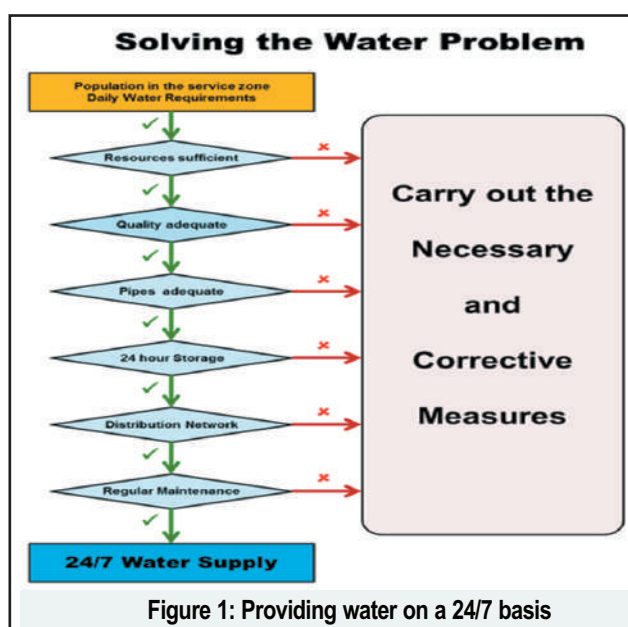 Solving the Water Problem
Population in the service zone
Daily Water Requirements
Resources sufficient
Quality adequate
Pipes adequate
24 hour Storage
Distribution Network
Regular Maintenance
24/7 Water Supply
Carry out the
Necessary
and
Corrective
Measures
Figure 1: Providing water on a 24/7 basis